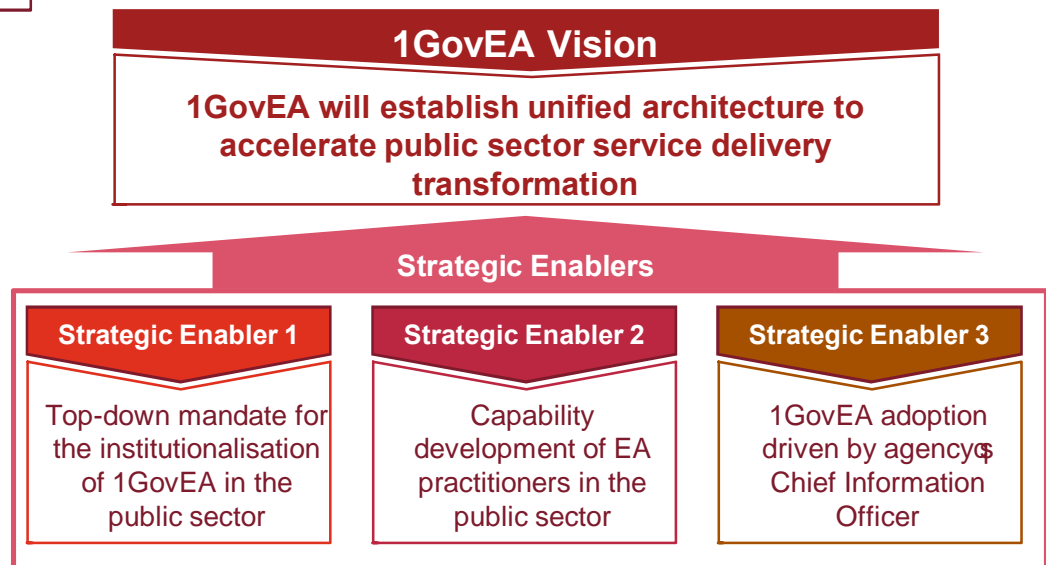 1GovEA Vision
1GovEA will establish unified architecture to
accelerate public sector service delivery
transformation
Strategic Enablers
Strategic Enabler 1
Top-down mandate for
the institutionalisation
of 1GovEA in the
public sector
Strategic Enabler 2
Capability
development of EA
practitioners in the
public sector
Strategic Enabler 3
1GovEA adoption
driven by
Chief Information
Officer